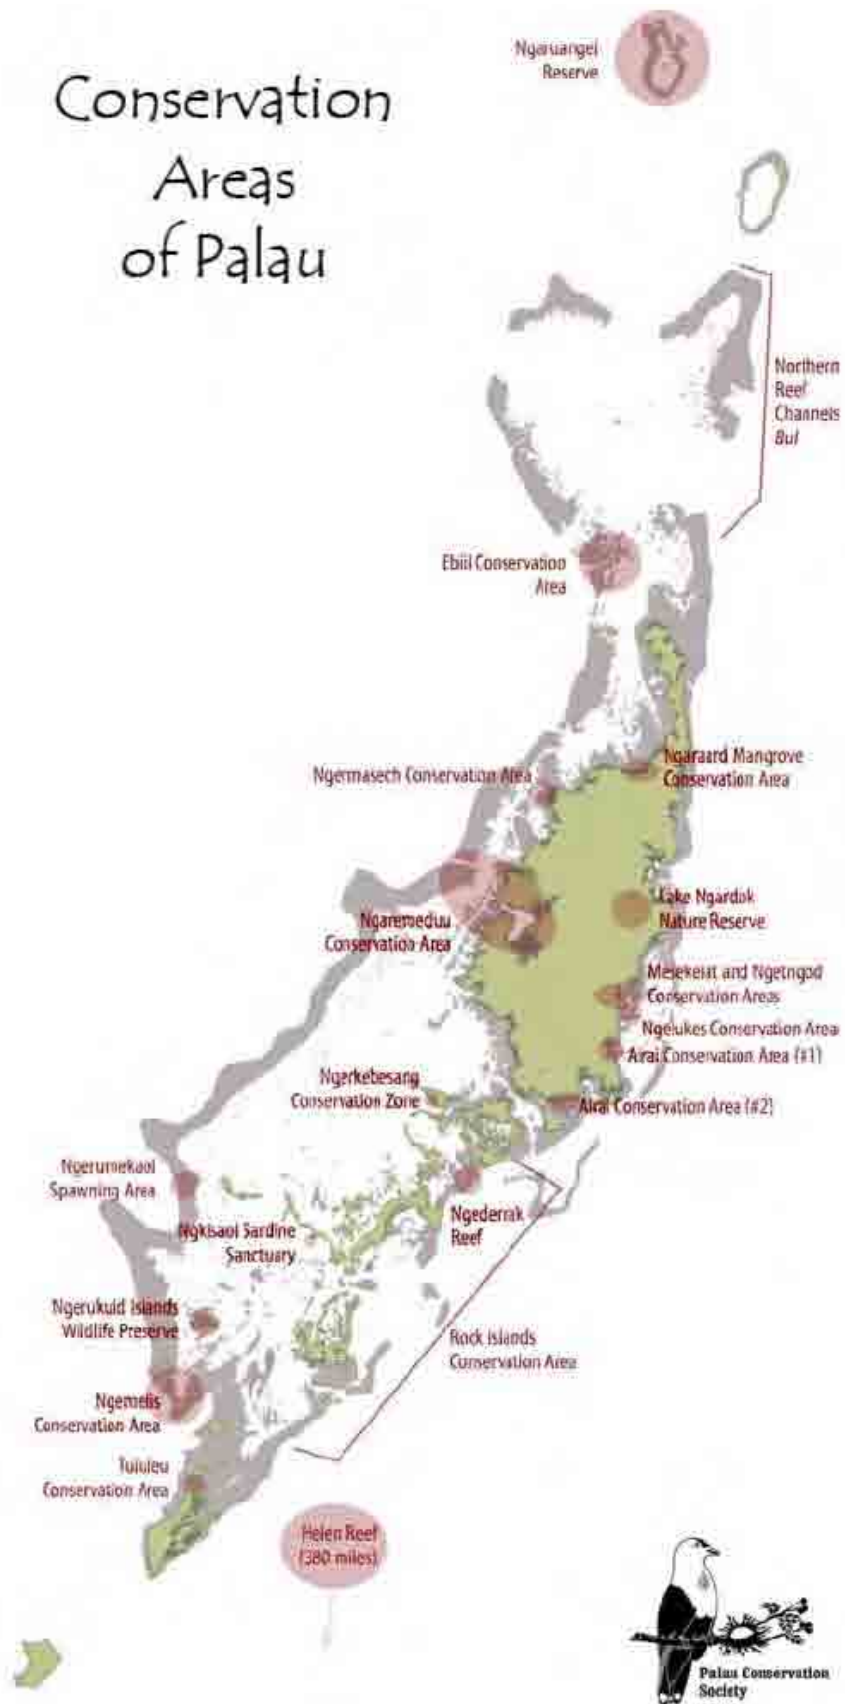 Conservation
Areas
of Palau
Ngaruangel
Reserve
Northern
Reef
Channels
Bul
Ebiil Conservation
Area
Ngermasech Conservation Area
Ngaraard Mangrove
Conservation Area
Ngaremeduu
Conservation Area
Lake Ngardok
Nature Reserve
Mesekelat and Ngetngod
Conservation Areas
Ngelukes Conservation Area
Airai Conservation Area (#1)
Ngerkebesang
Conservation Zone
Airai Conservation Area (#2)
Ngerumekaol
Spawning Area
Ngkisaol Sardine
Sanctuary
Ngederrak
Reef
Ngerukuid Islands
Wildlife Preserve
Rock Islands
Conservation Area
Ngemelis
Conservation Area
Tululeu
Conservation Area
Helen Reef
(380 miles)
Palau Conservation
Society